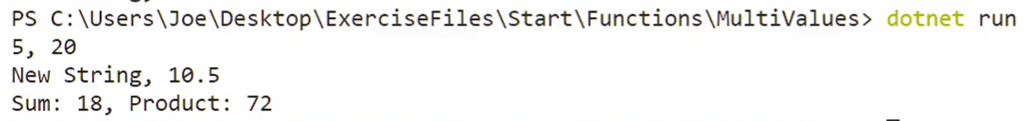 PS C:\Users\Joe\Desktop\ExerciseFiles\Start\Functions\MultiValues> dotnet run
5, 20
New String, 10.5
Sum: 18, Product: 72